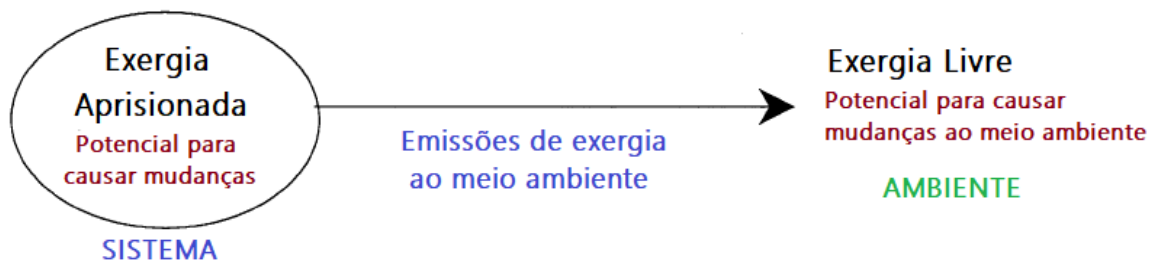 Exergia
Aprisionada
Potencial para
causar mudanças
SISTEMA
Emissões de exergia
ao meio ambiente
Exergia Livre
Potencial para causar
mudanças ao meio ambiente
AMBIENTE